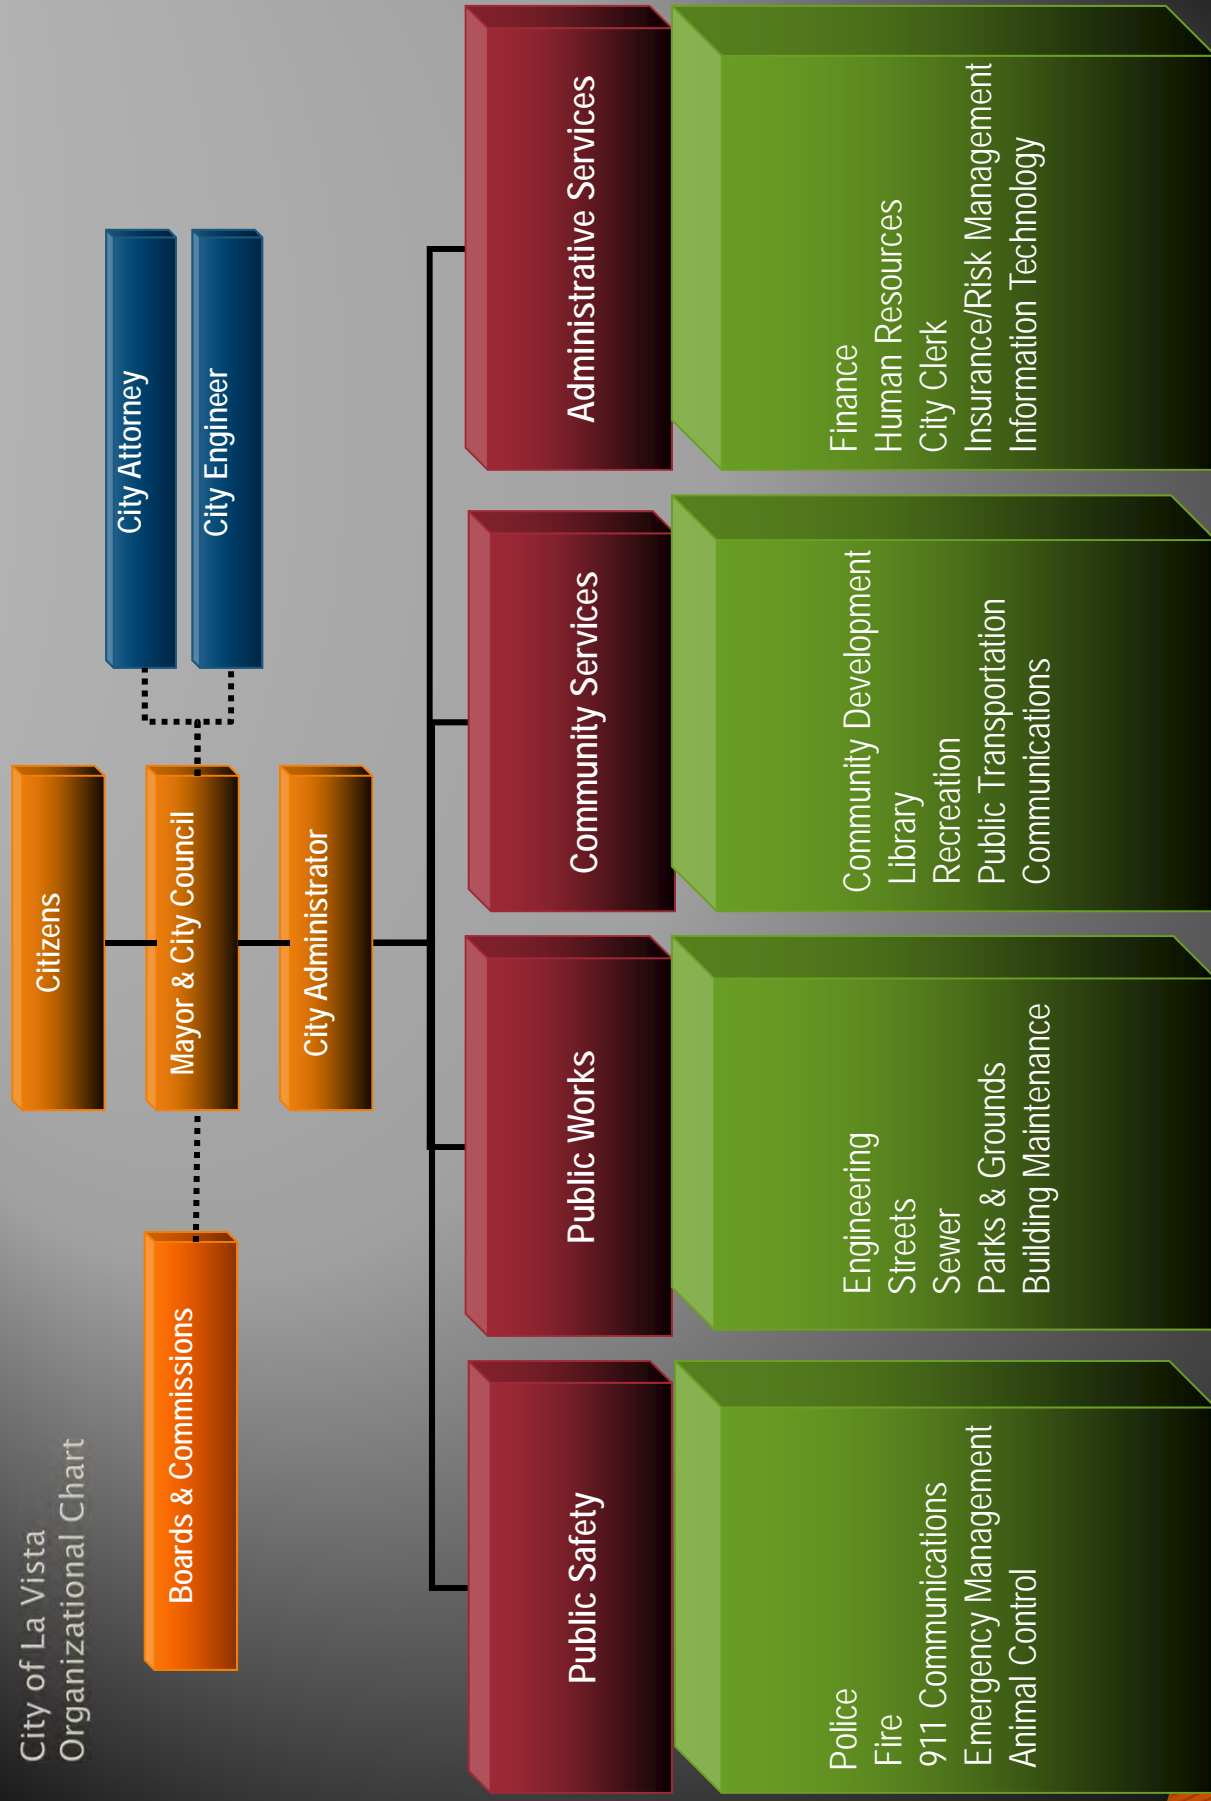 City of La Vista
Organizational Chart
Citizens
Boards & Commissions
Mayor & City Council
City Attorney
City Engineer
City Administrator
Public Safety
Police
Fire
911 Communications
Emergency Management
Animal Control
Public Works
Engineering
Streets
Sewer
Parks & Grounds
Building Maintenance
Community Services
Community Development
Library
Recreation
Public Transportation
Communications
Administrative Services
Finance
Human Resources
City Clerk
Insurance/Risk Management
Information Technology